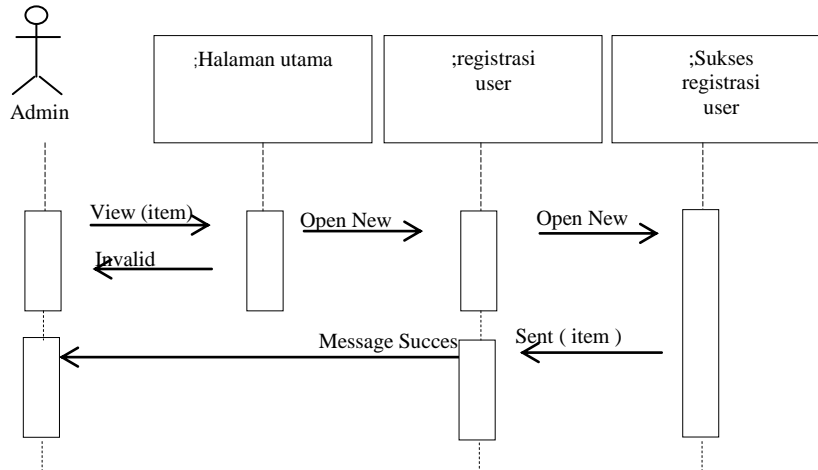 Admin
;Halaman utama
;registrasi
user
;Sukses
registrasi
user
View (item)
Open New
Open New
Invalid
Message Succes
Sent ( item )